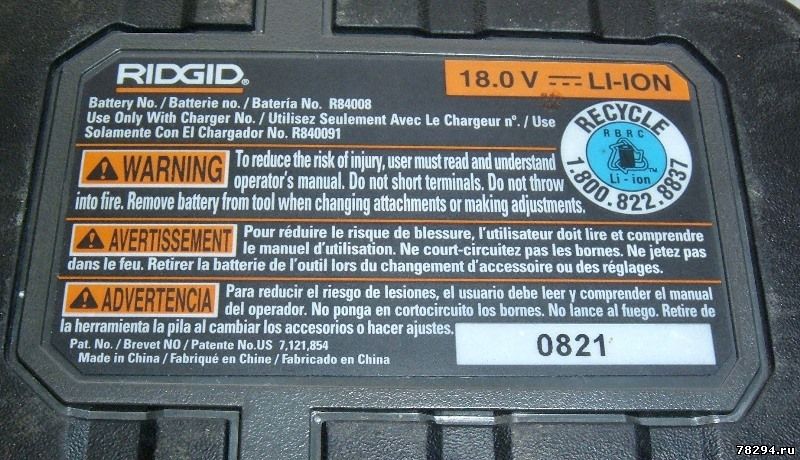 RIDGID®
18.0 V LI-ION
Battery No. / Batterie no. / Batería No. R84008
Use Only With Charger No. / Utilisez Seulement Avec Le Chargeur nº. / Use
Solamente Con El Chargador No. R840091
RECYCLE
RBRC
Li-ion
TM
1.800.822.8837
WARNING To reduce the risk of injury, user must read and understand
operator's manual. Do not short terminals. Do not throw
into fire. Remove battery from tool when changing attachments or making adjustments.
AVERTISSEMENT Pour réduire le risque de blessure, l'utilisateur doit lire et comprendre
le manuel d'utilisation. Ne court-circuitez pas les bornes. Ne jetez pas
dans le feu. Retirer la batterie de l'outil lors du changement d'accessoire ou des réglages.
ADVERTENCIA Para reducir el riesgo de lesiones, el usuario debe leer y comprender el manual
del operador. No ponga en cortocircuito los bornes. No lance al fuego. Retire de
la herramienta la pila al cambiar los accesorios o hacer ajustes.
Pat. No. / Brevet NO / Patente No.US 7,121,854
Made in China / Fabriqué en Chine / Fabricado en China
0821
78294.ru